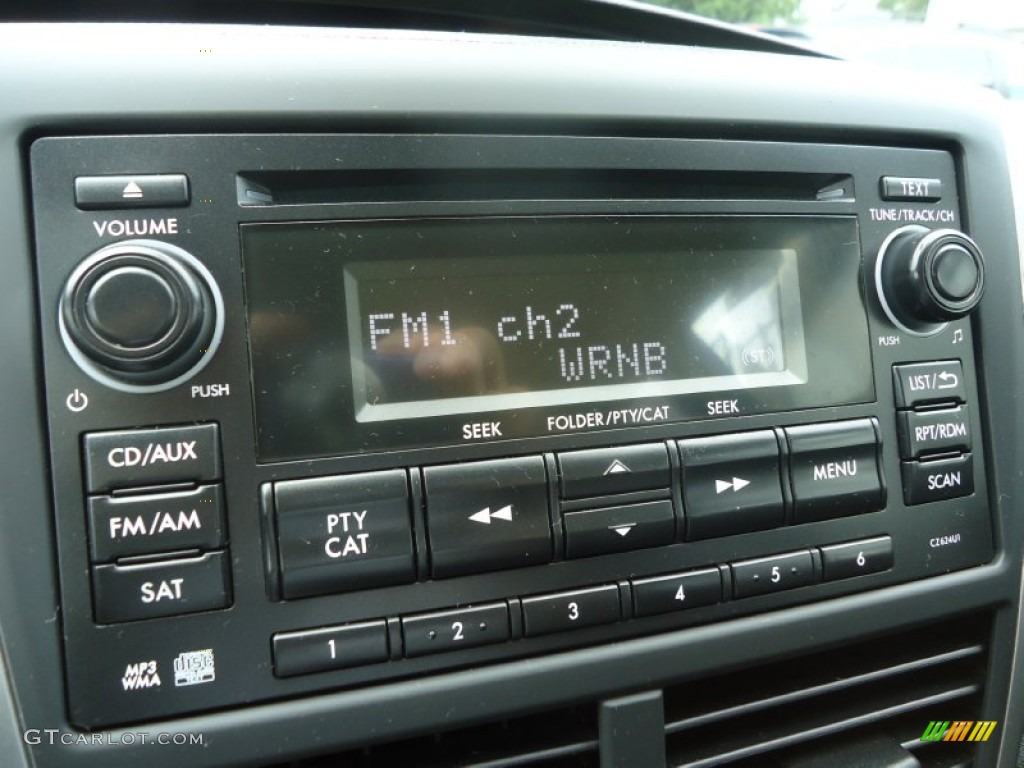 TEXT
VOLUME
TUNE/TRACK/CH
FM1 ch2
WRNB
(ST)
PUSH
PUSH
LIST/
RPT/RDM
SCAN
SEEK
FOLDER/PTY/CAT
SEEK
CD/AUX
FM/AM
SAT
PTY
CAT
MENU
CZ624U1
1
2
3
4
5
6
MP3
WMA
disc
GTCARLOT.COM